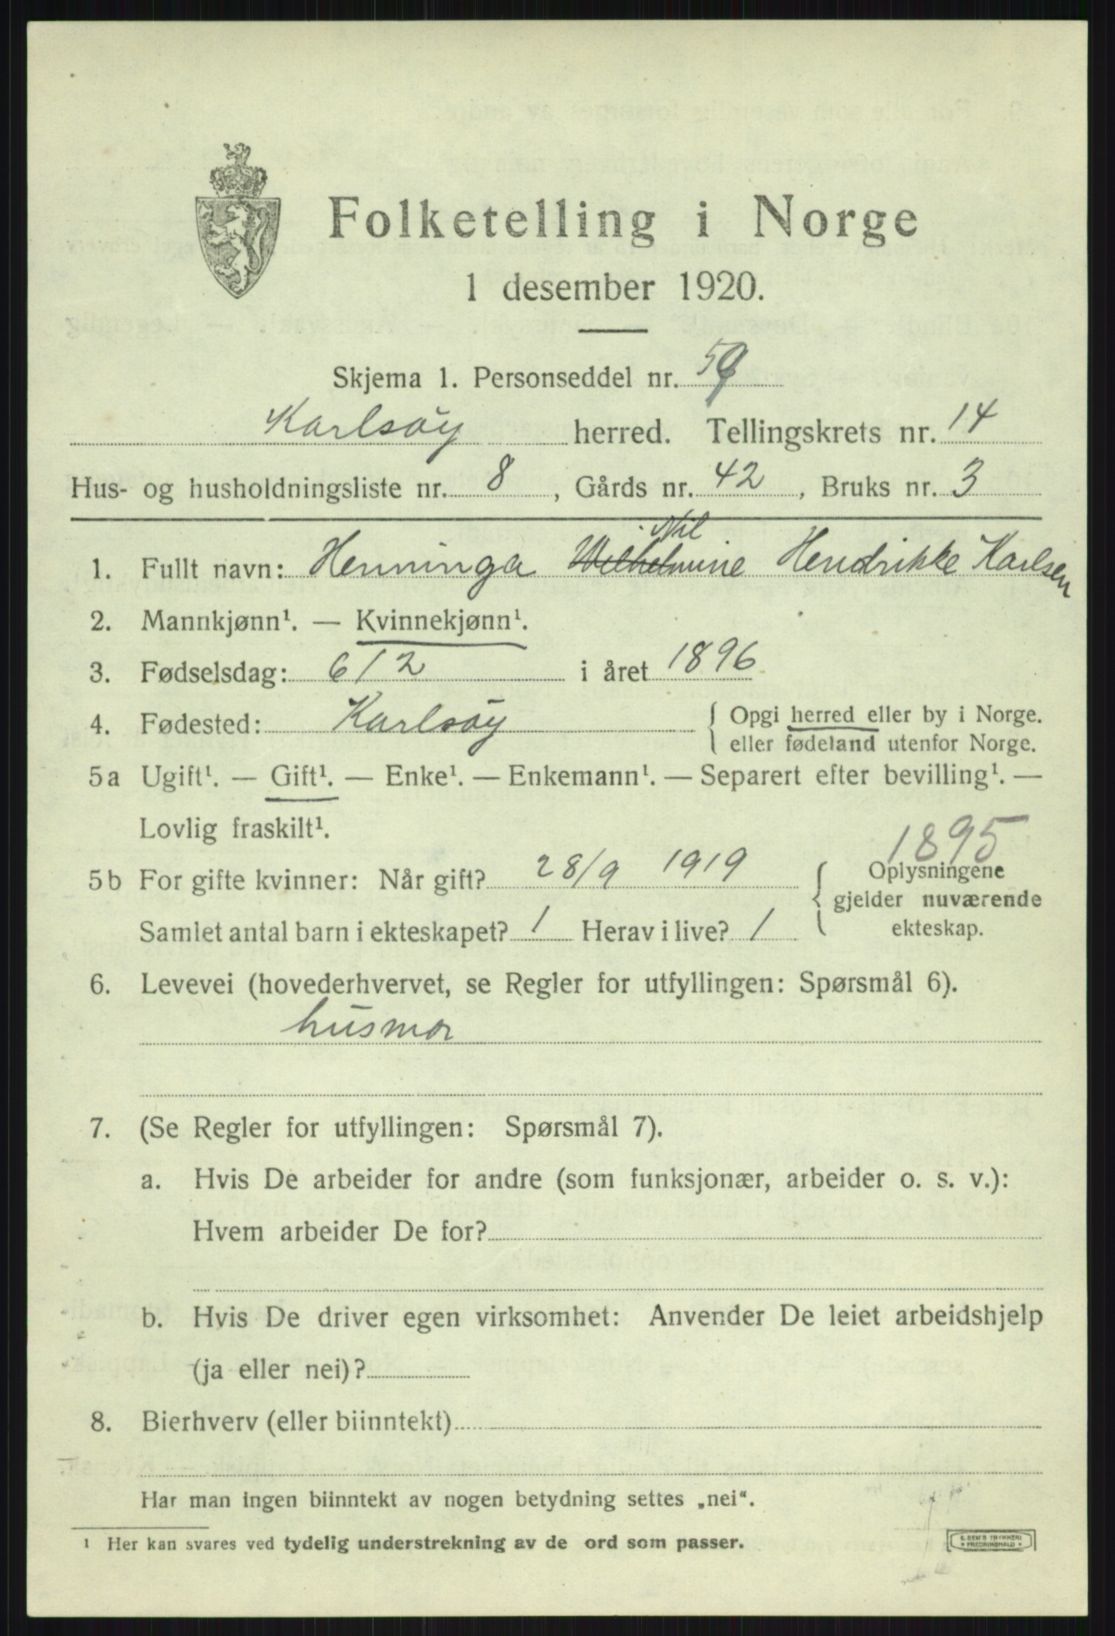 Folketelling i Norge
1 desember 1920.
Skjema 1. Personseddel nr. 59
Karlsøy herred. Tellingskrets nr. 14
Hus- og husholdningsliste nr. 8, Gårds nr. 42, Bruks nr. 3
Nil
1. Fullt navn: Henninga Wilhelmine Hendrikke Karlsen
2. Mannkjønn¹. — Kvinnekjønn¹.
3. Fødselsdag: 6/2 i året 1896
4. Fødested: Karlsøy { Opgi herred eller by i Norge.
eller fødeland utenfor Norge.
5a Ugift¹. — Gift¹. — Enke¹. — Enkemann¹. — Separert efter bevilling¹. —
Lovlig fraskilt¹.
1895
5b For gifte kvinner: Når gift? 28/9 1919 { Oplysningene
gjelder nuværende
Samlet antal barn i ekteskapet? 1 Herav i live? 1 ekteskap.
6. Levevei (hovederhvervet, se Regler for utfyllingen: Spørsmål 6).
husmor
7. (Se Regler for utfyllingen: Spørsmål 7).
a. Hvis De arbeider for andre (som funksjonær, arbeider o. s. v.):
Hvem arbeider De for?
b. Hvis De driver egen virksomhet: Anvender De leiet arbeidshjelp
(ja eller nei)?
8. Bierhverv (eller biinntekt)
Har man ingen biinntekt av nogen betydning settes „nei“.
¹ Her kan svares ved tydelig understrekning av de ord som passer.